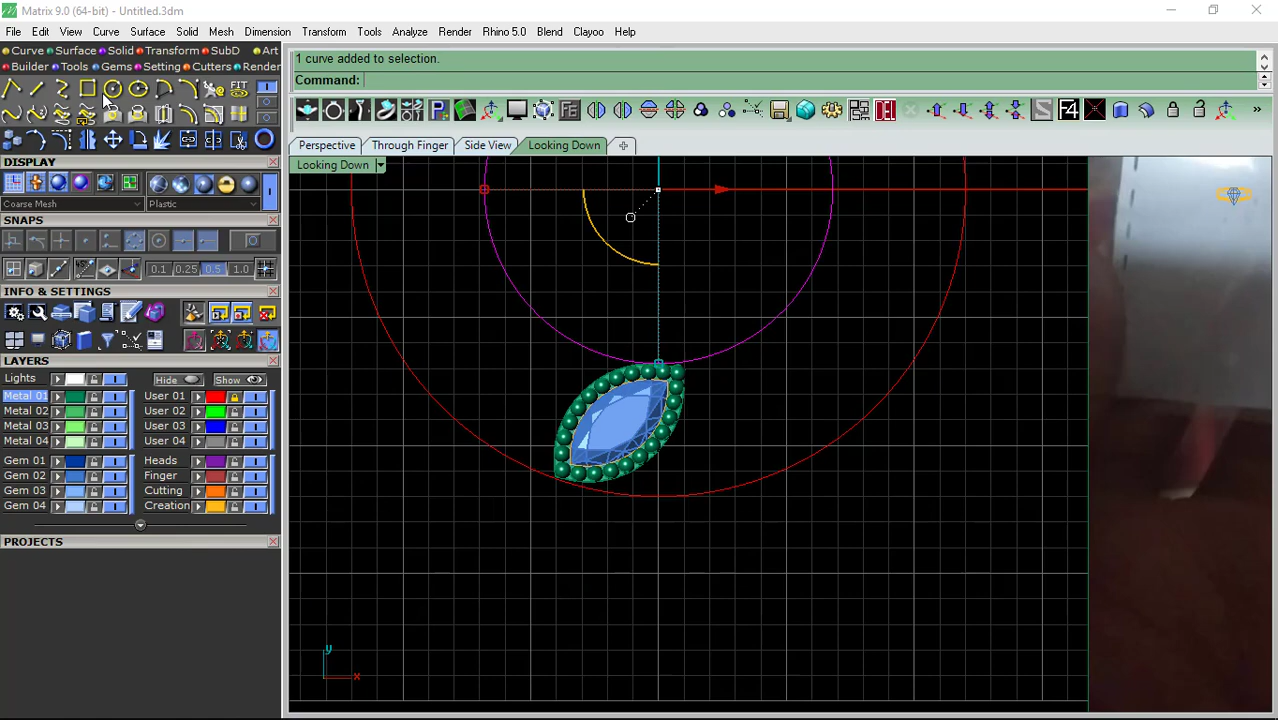 Matrix 9.0 (64-bit) - Untitled.3dm
File Edit View Curve Surface Solid Mesh Dimension Transform Tools Analyze Render Rhino 5.0 Blend Clayoo Help
Curve Surface Solid Transform SubD Art
Builder Tools Gems Setting Cutters Render
1 curve added to selection.
Command:
FIT
F4
Perspective Through Finger Side View Looking Down
Looking Down
DISPLAY
Coarse Mesh Plastic
SNAPS
0.1 0.25 0.5 1.0
INFO & SETTINGS
LAYERS
Lights Hide Show
Metal 01 User 01
Metal 02 User 02
Metal 03 User 03
Metal 04 User 04
Gem 01 Heads
Gem 02 Finger
Gem 03 Cutting
Gem 04 Creation
PROJECTS
y
x